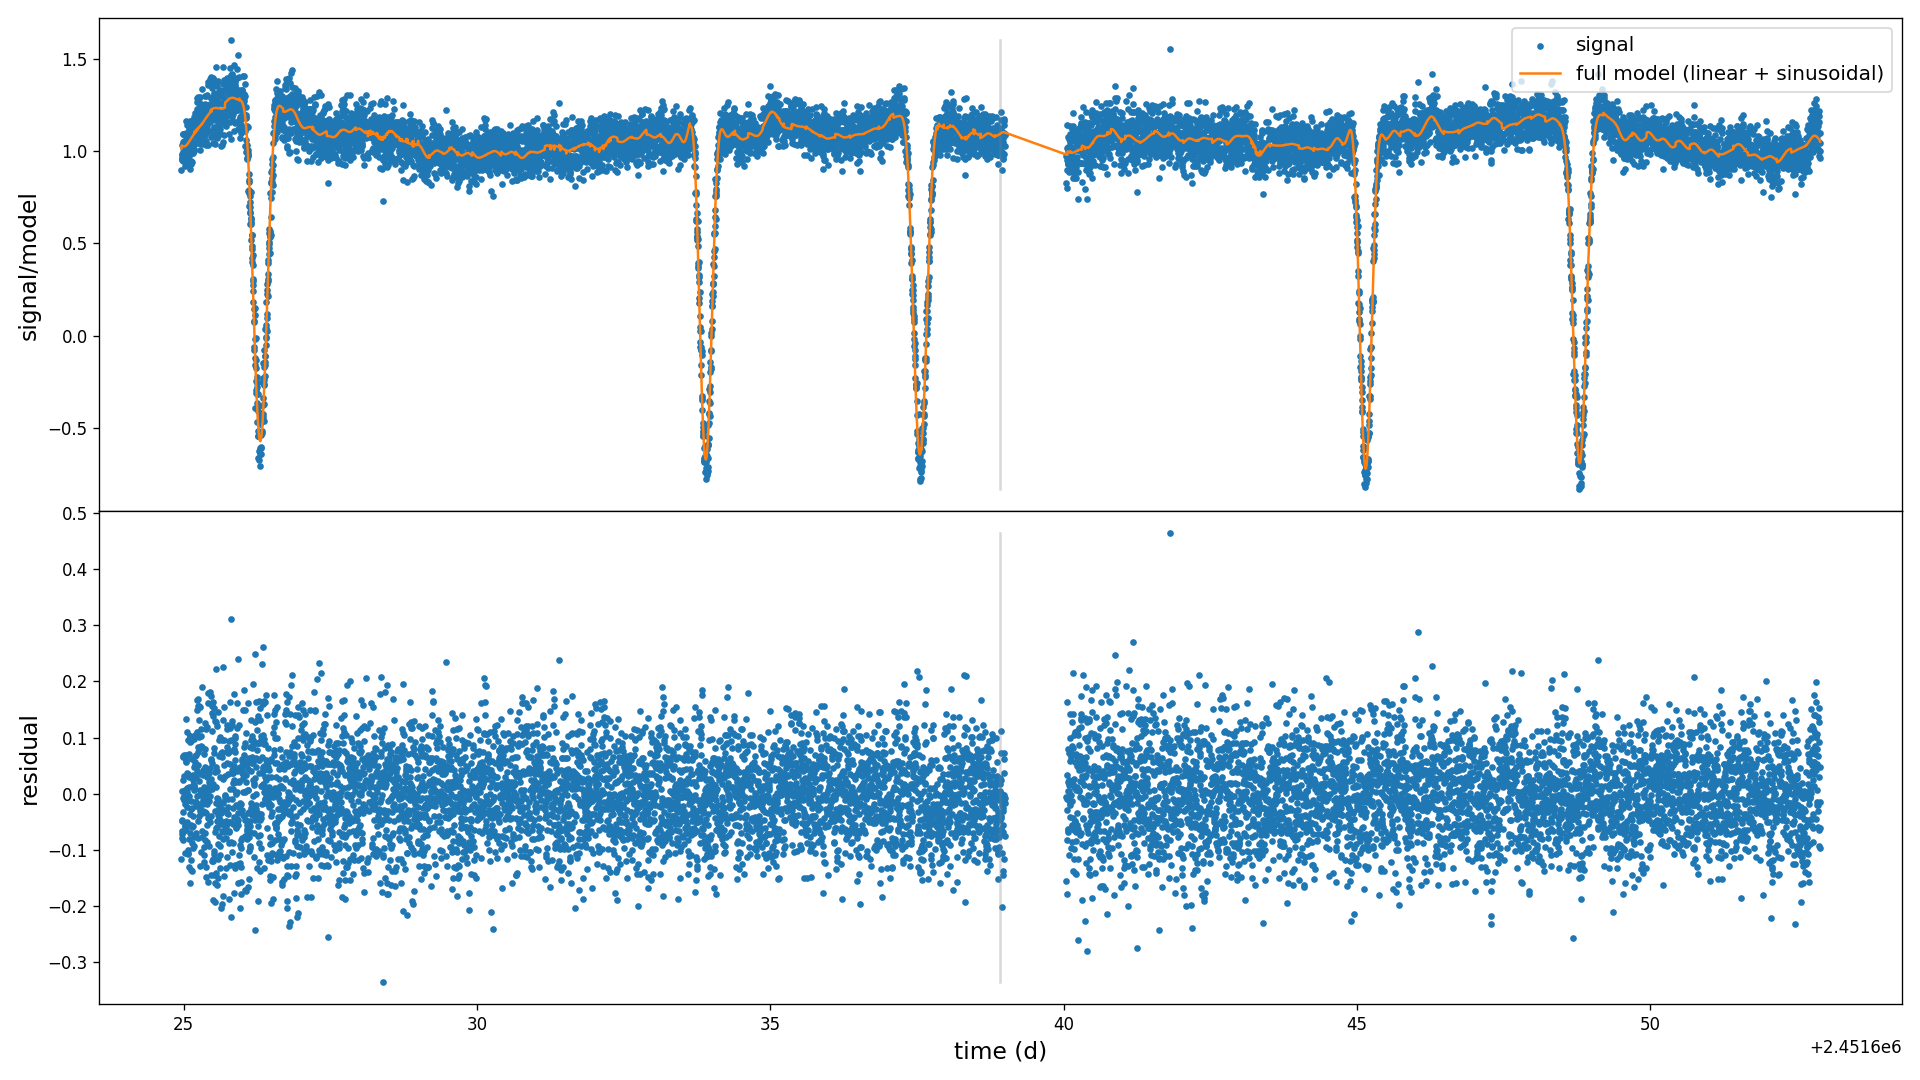 signal
full model (linear + sinusoidal)
signal/model
1.5
1.0
0.5
0.0
−0.5
residual
0.5
0.4
0.3
0.2
0.1
0.0
−0.1
−0.2
−0.3
25 30 35 40 45 50
time (d)
+2.4516e6